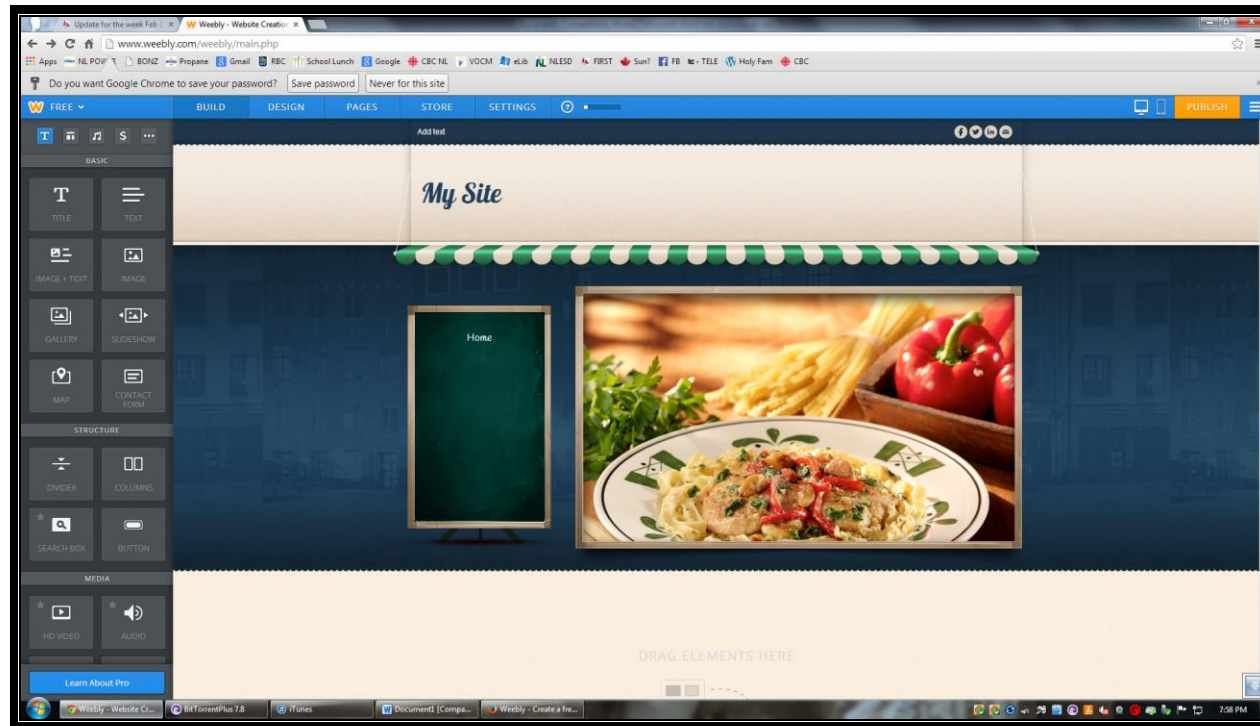 Update for the week Feb
Weebly - Website Creation
www.weebly.com/weebly/main.php
Apps NL POW BONZ Propane Gmail RBC School Lunch Google CBC NL VOCM eLib NLESD FIRST Sun? FB TELE Holy Fam CBC
Do you want Google Chrome to save your password? Save password Never for this site
FREE BUILD DESIGN PAGES STORE SETTINGS PUBLISH
Add text
BASIC
My Site
TITLE TEXT
IMAGE + TEXT IMAGE
GALLERY SLIDESHOW
Home
MAP CONTACT FORM
STRUCTURE
DIVIDER COLUMNS
SEARCH BOX BUTTON
MEDIA
HD VIDEO AUDIO
DRAG ELEMENTS HERE
Learn About Pro
Weebly - Website Cr... BitTorrentPlus 7.8 iTunes Document1 [Compa... Weebly - Create a fre... 7:58 PM